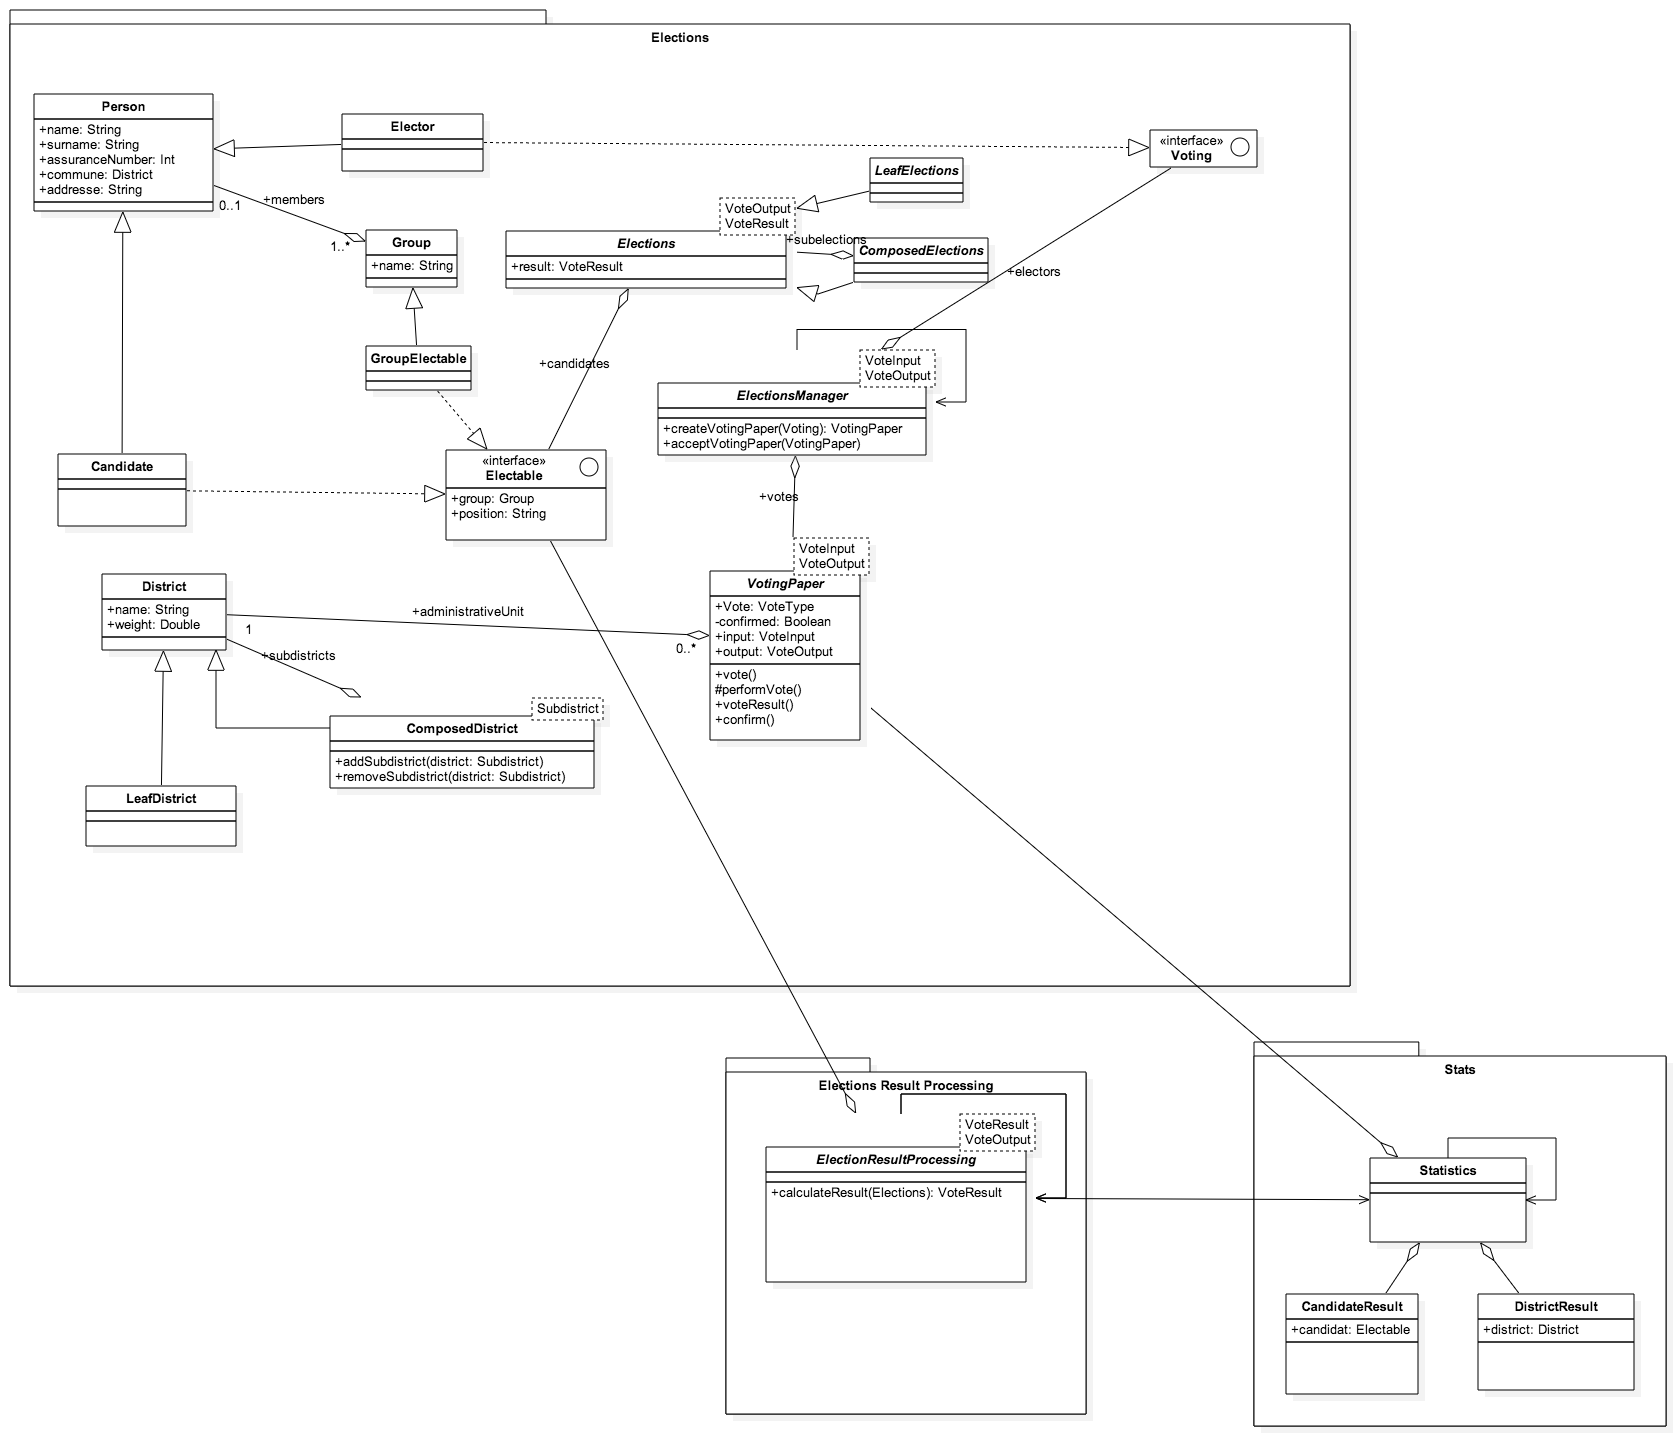 Elections
Person
+name: String
+surname: String
+assuranceNumber: Int
+commune: District
+addresse: String
Elector
«interface»
Voting
LeafElections
VoteOutput
VoteResult
0..1
+members
1..*
Group
+name: String
Elections
+result: VoteResult
+subelections
ComposedElections
+electors
GroupElectable
+candidates
VoteInput
VoteOutput
ElectionsManager
+createVotingPaper(Voting): VotingPaper
+acceptVotingPaper(VotingPaper)
Candidate
«interface»
Electable
+group: Group
+position: String
+votes
VoteInput
VoteOutput
VotingPaper
+Vote: VoteType
-confirmed: Boolean
+input: VoteInput
+output: VoteOutput
+vote()
#performVote()
+voteResult()
+confirm()
District
+name: String
+weight: Double
+administrativeUnit
1
0..*
+subdistricts
Subdistrict
ComposedDistrict
+addSubdistrict(district: Subdistrict)
+removeSubdistrict(district: Subdistrict)
LeafDistrict
Elections Result Processing
VoteResult
VoteOutput
ElectionResultProcessing
+calculateResult(Elections): VoteResult
Stats
Statistics
CandidateResult
+candidat: Electable
DistrictResult
+district: District